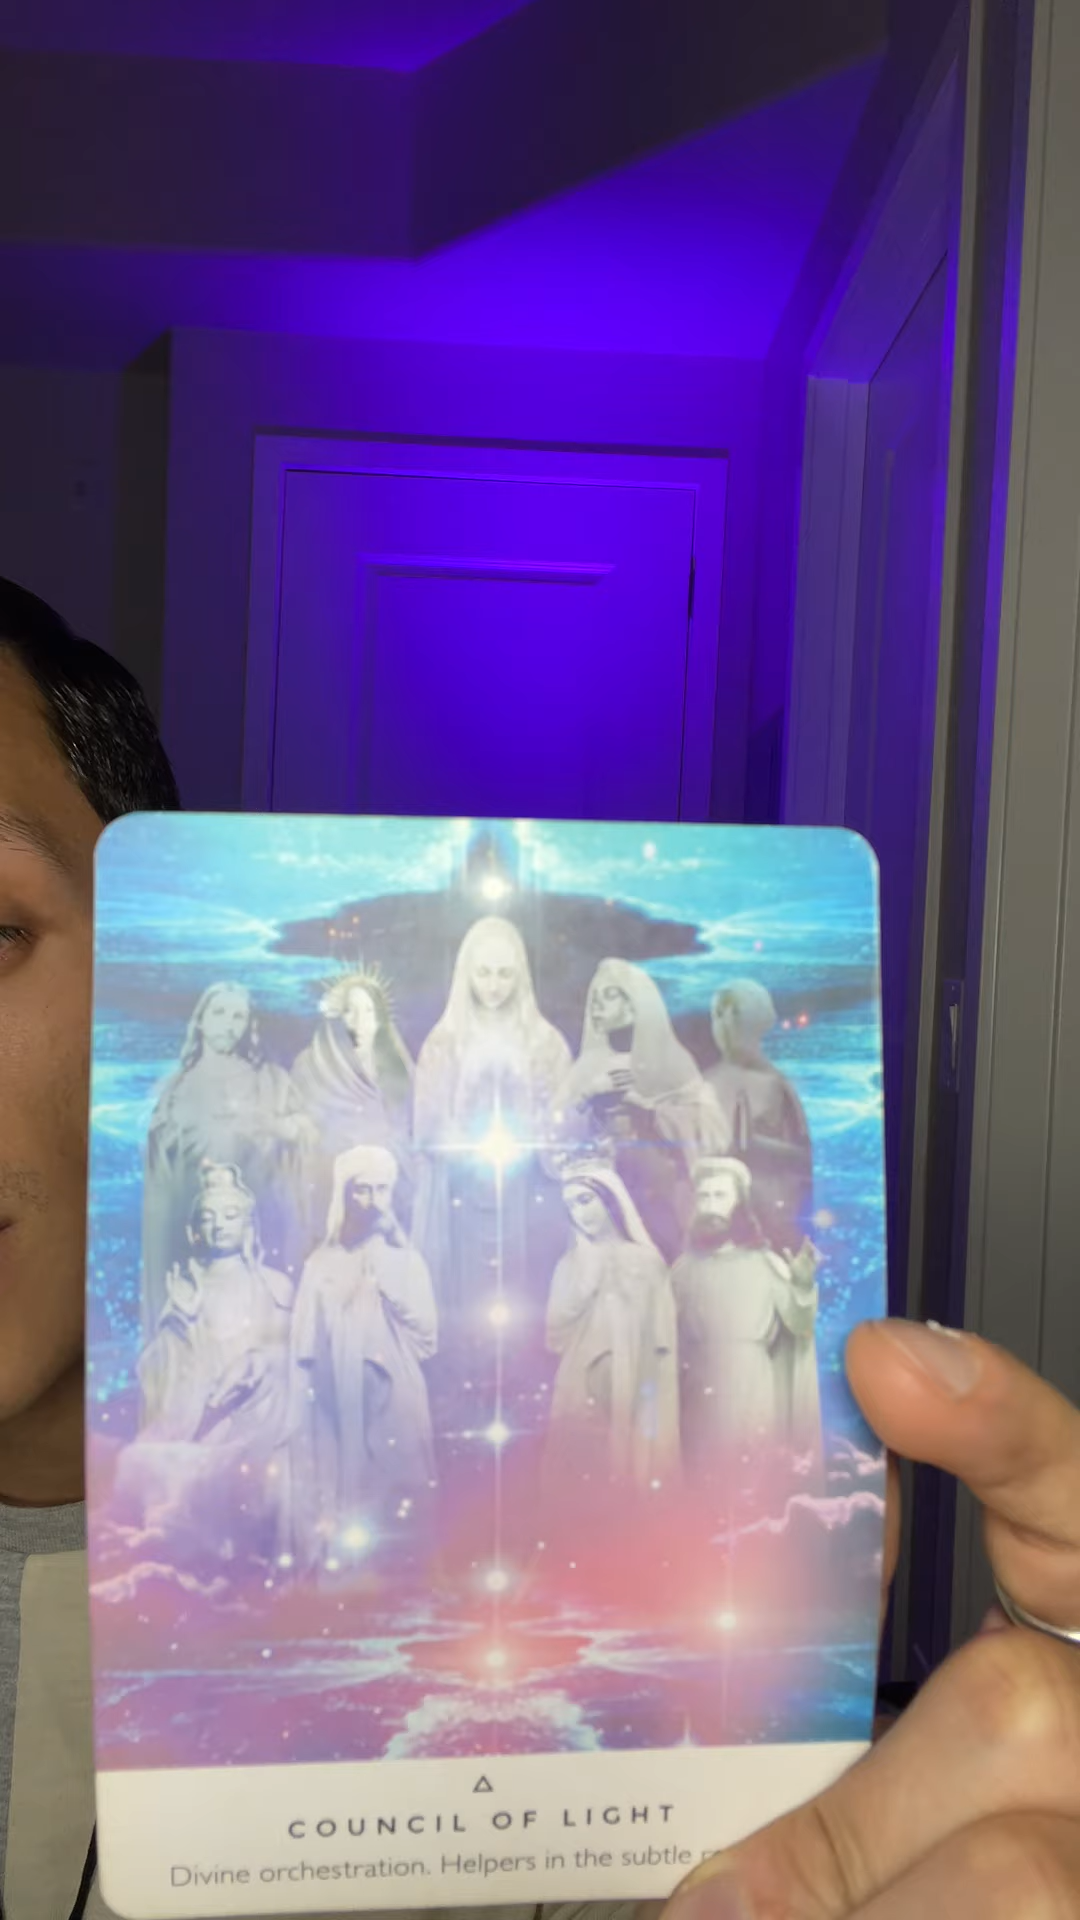 COUNCIL OF LIGHT
Divine orchestration. Helpers in the subtle